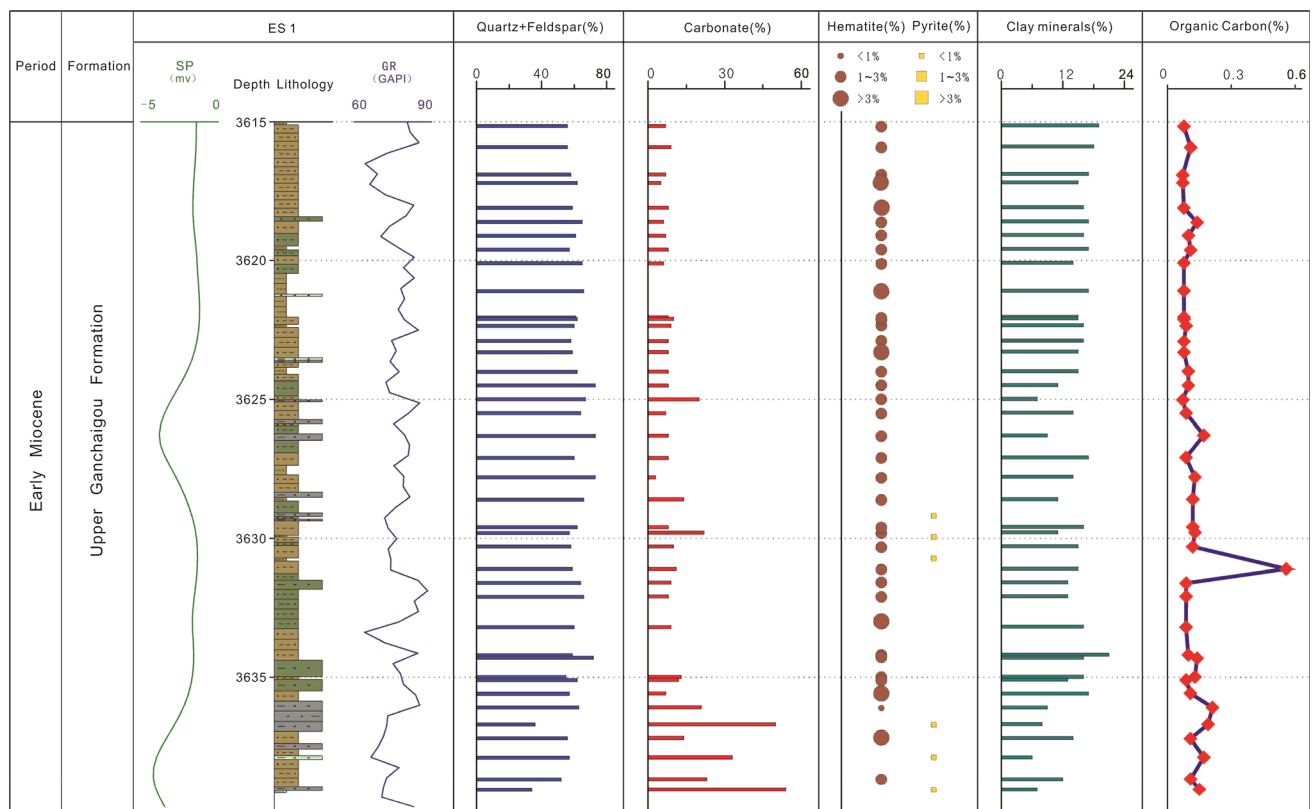 ES 1
Quartz+Feldspar(%)
Carbonate(%)
Hematite(%)
Pyrite(%)
Clay minerals(%)
Organic Carbon(%)
Period
Formation
SP
(mv)
Depth
Lithology
GR
(GAPI)
-5
0
60
90
0
40
80
0
30
60
<1%
1~3%
>3%
<1%
1~3%
>3%
0
12
24
0
0.3
0.6
3615
3620
3625
3630
3635
Early Miocene
Upper Ganchaigou Formation